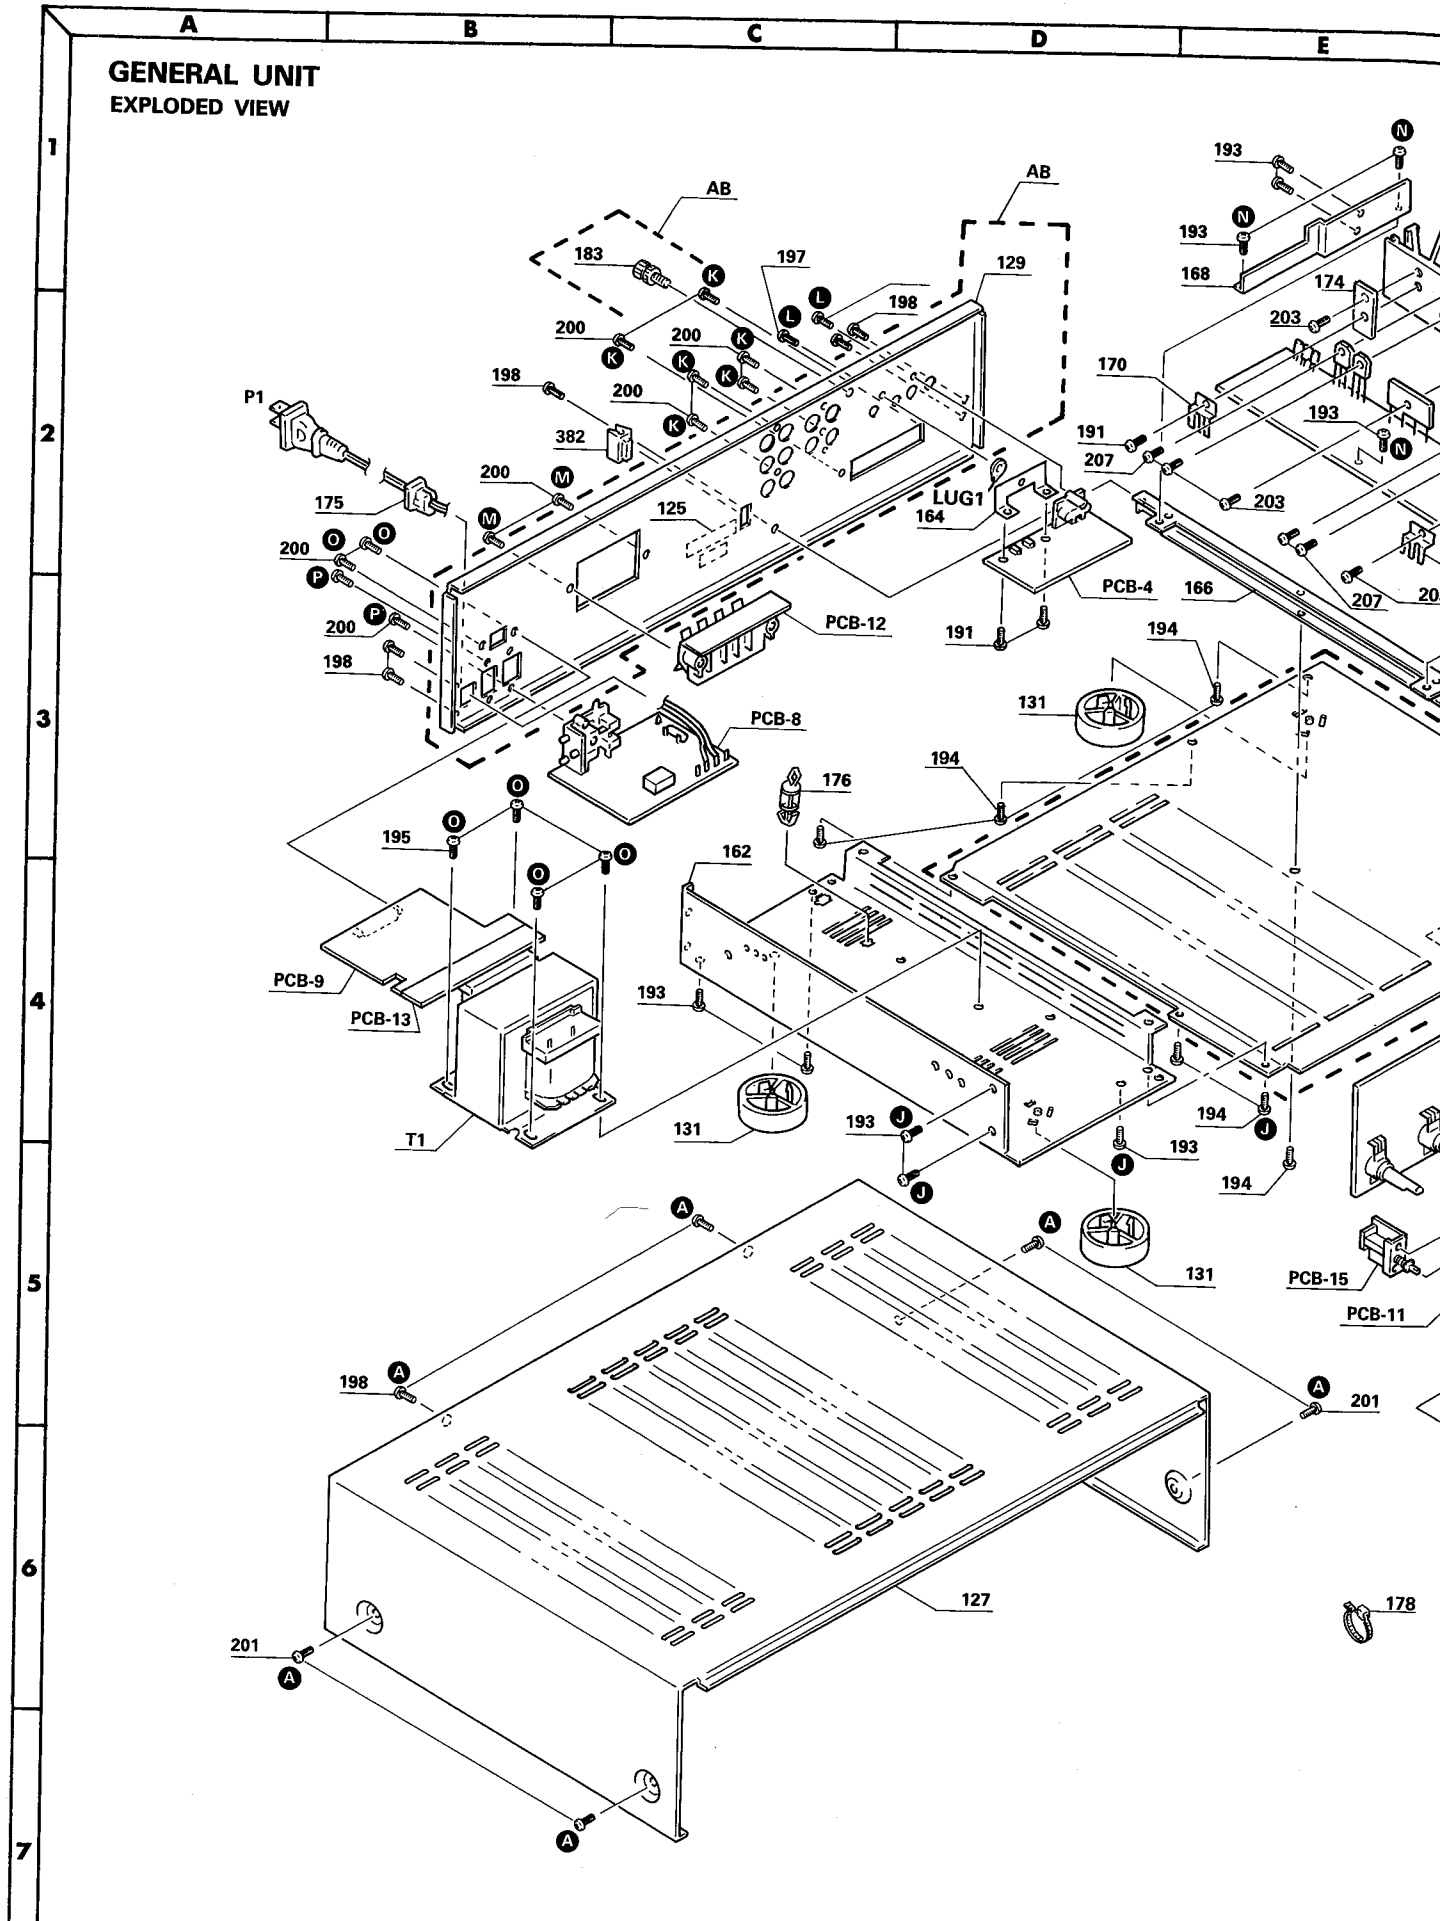 A B C D E
GENERAL UNIT
EXPLODED VIEW
1
N
193
AB
AB
N
193
183
K
197
129
168
174
L
198
L
200
200
K
203
K
K
K
170
198
200
P1
K
193
2
382
191
N
200
M
207
LUG1
175
125
164
203
M
O
O
200
P
PCB-4
166
207
P
200
PCB-12
191
194
198
131
3
PCB-8
194
176
O
O
195
162
O
O
PCB-9
193
4
PCB-13
194
J
193
J
T1
131
193
J
194
J
A
A
5
131
PCB-15
PCB-11
A
198
A
201
6
127
178
201
A
A
7